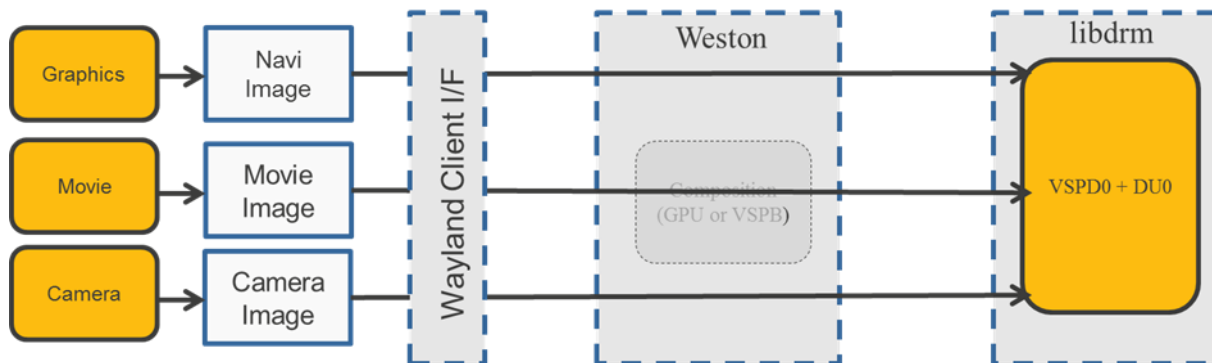 Graphics
Navi
Image
Movie
Movie
Image
Camera
Camera
Image
Wayland Client I/F
Weston
Composition
(GPU or VSPB)
libdrm
VSPD0 + DU0